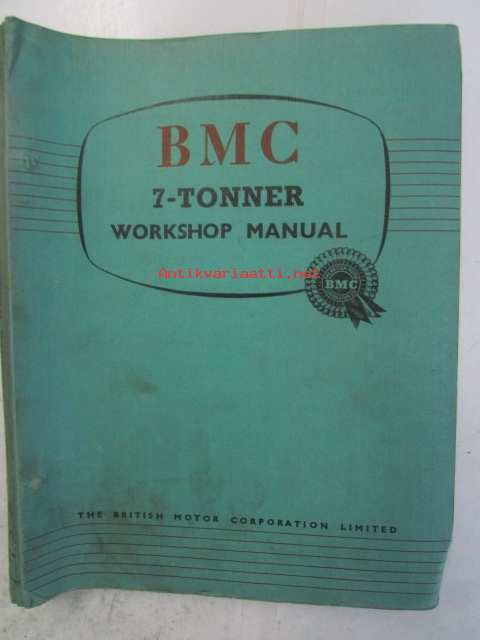 BMC
7-TONNER
WORKSHOP MANUAL
Antikvariaatti.net
BMC
THE BRITISH MOTOR CORPORATION LIMITED